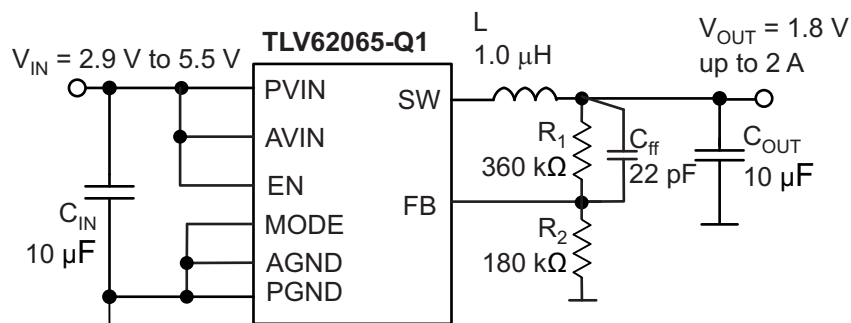 TLV62065-Q1
V_IN = 2.9 V to 5.5 V
L
1.0 μH
V_OUT = 1.8 V
up to 2 A
PVIN
AVIN
EN
MODE
AGND
PGND
SW
FB
C_IN
10 µF
R_1
360 kΩ
C_ff
22 pF
R_2
180 kΩ
C_OUT
10 µF